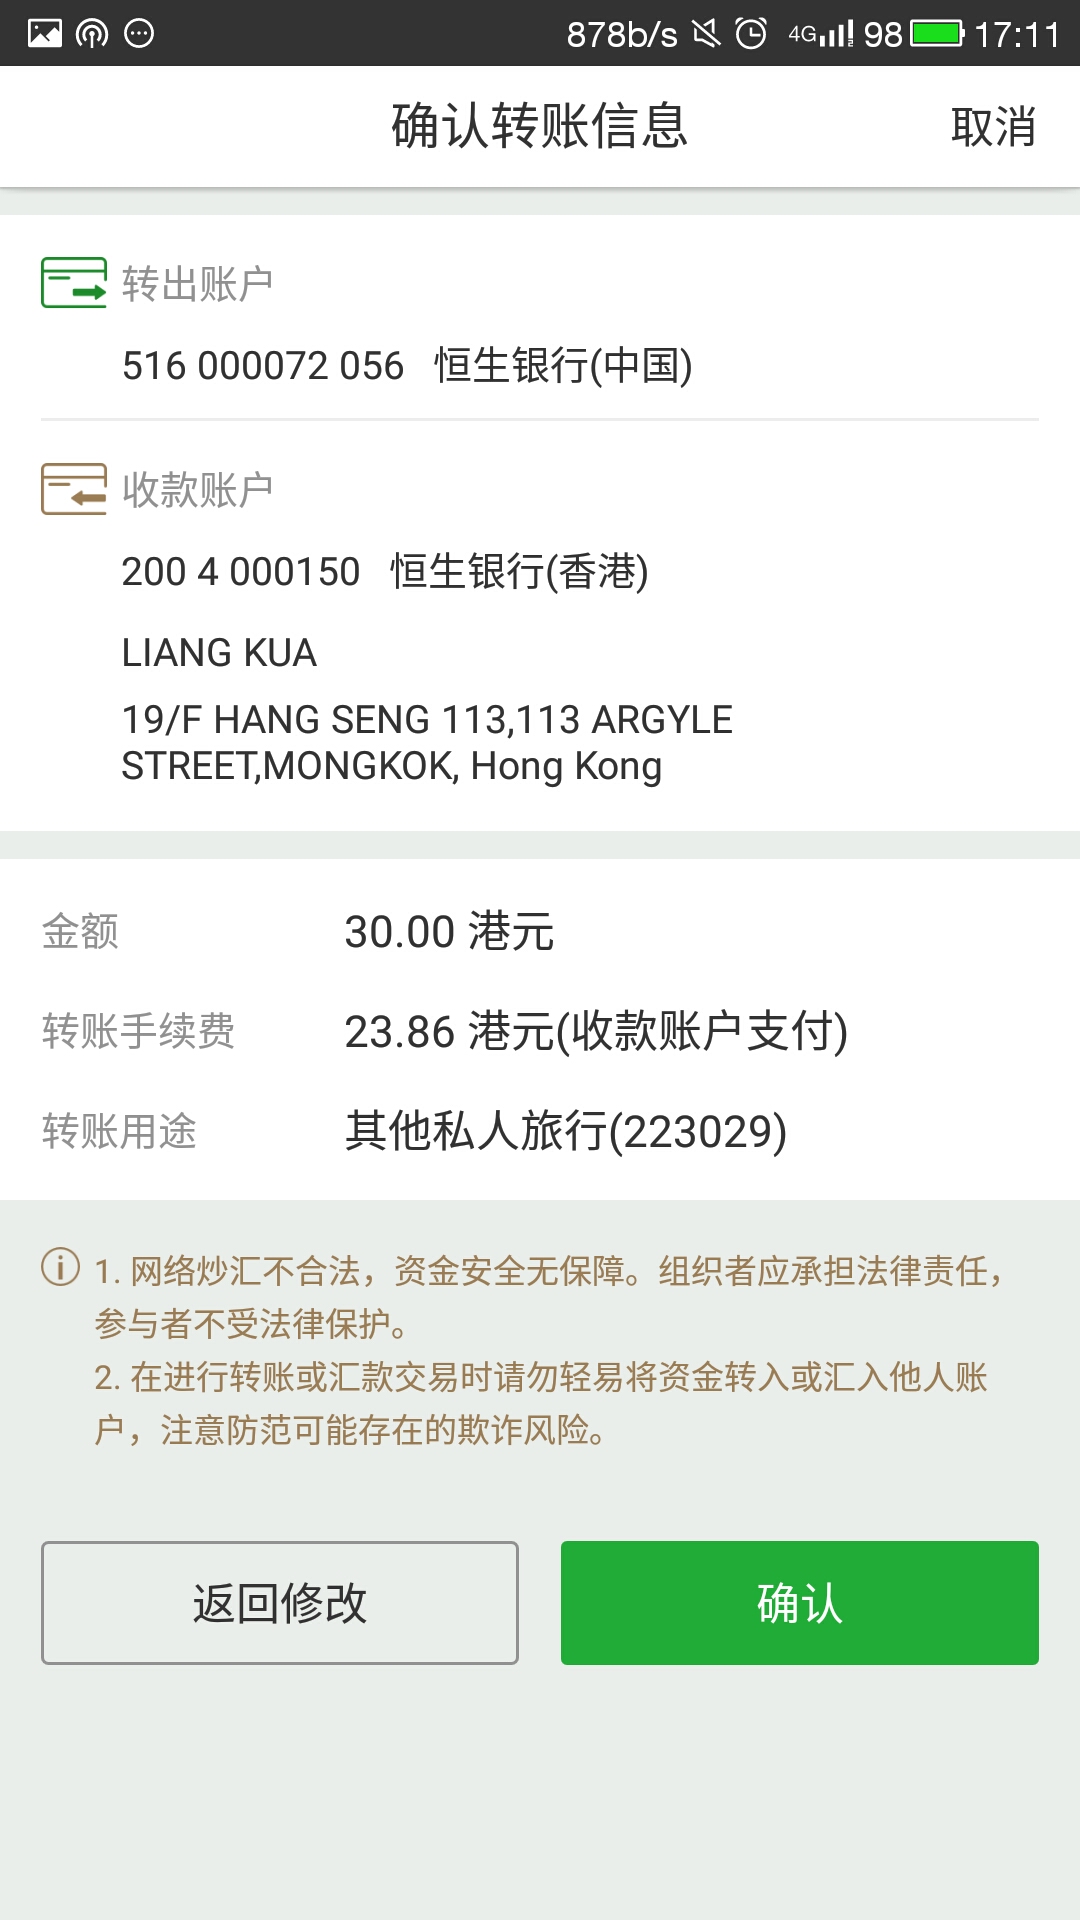 878b/s 4G 98 17:11
确认转账信息 取消
转出账户
516 000072 056 恒生银行(中国)
收款账户
200 4 000150 恒生银行(香港)
LIANG KUA
19/F HANG SENG 113,113 ARGYLE
STREET,MONGKOK, Hong Kong
金额 30.00 港元
转账手续费 23.86 港元(收款账户支付)
转账用途 其他私人旅行(223029)
1. 网络炒汇不合法，资金安全无保障。组织者应承担法律责任，
参与者不受法律保护。
2. 在进行转账或汇款交易时请勿轻易将资金转入或汇入他人账
户，注意防范可能存在的欺诈风险。
返回修改 确认